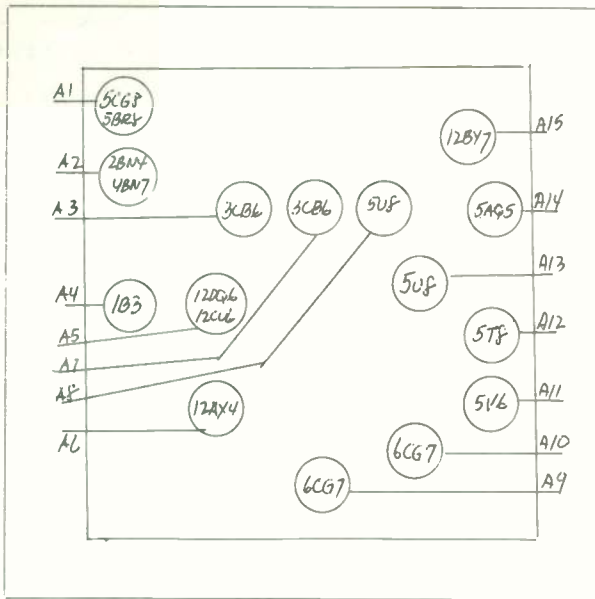 A1
5CG8
5BR8
A2
2BN4
4BN7
A3
3CB6
3CB6
5U8
12BY7
A15
5AQ5
A14
5U8
A13
A4
1B3
12DQ6
12CU6
A5
A7
A8
A6
12AX4
5T8
A12
5V6
A11
6CG7
A10
6CG7
A9